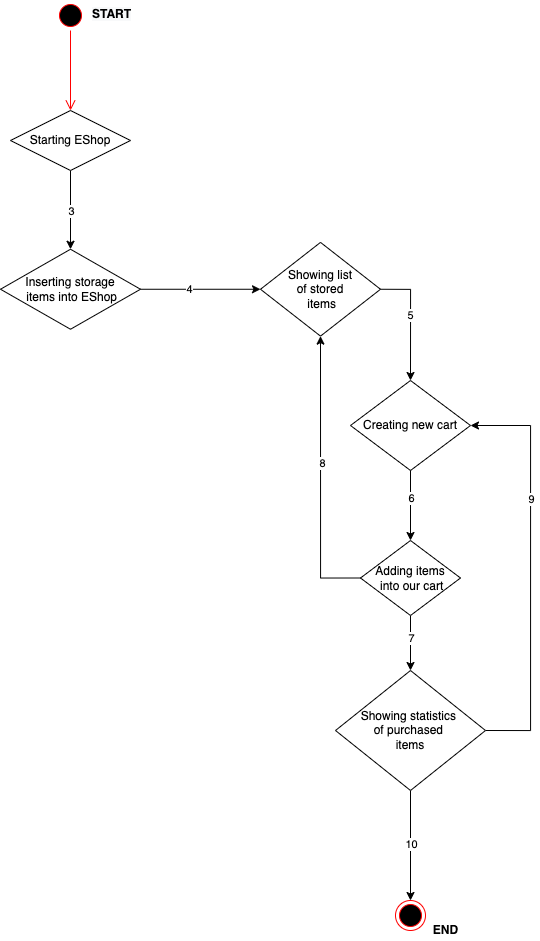 START
Starting EShop
3
Inserting storage
items into EShop
4
Showing list
of stored
items
5
Creating new cart
8
6
9
Adding items
into our cart
7
Showing statistics
of purchased
items
10
END